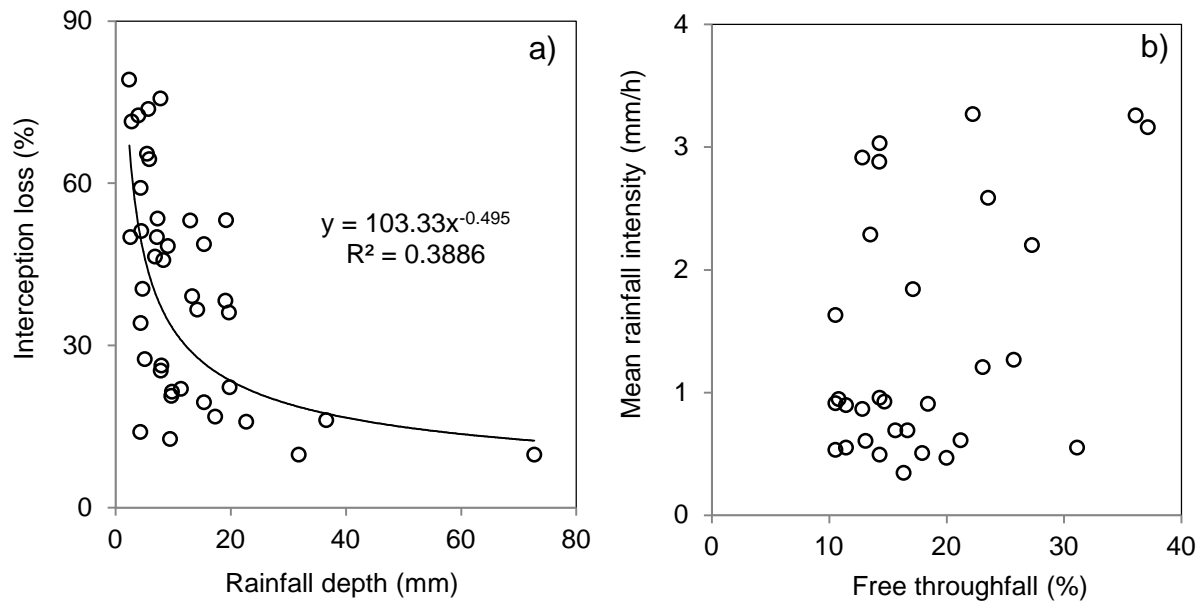 a)
90
60
30
0
Interception loss (%)
y = 103.33x^-0.495
R² = 0.3886
0 20 40 60 80
Rainfall depth (mm)
b)
4
3
2
1
0
Mean rainfall intensity (mm/h)
0 10 20 30 40
Free throughfall (%)